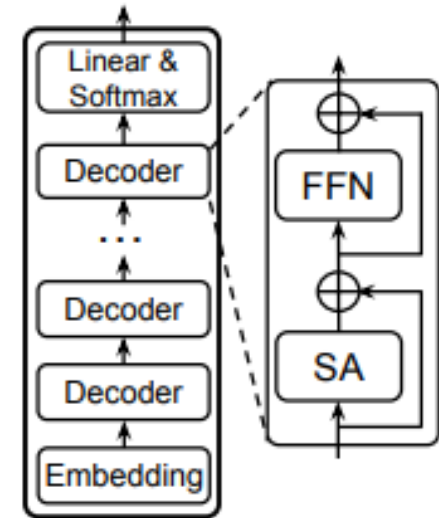 Linear &
Softmax
Decoder
...
Decoder
Decoder
Embedding
FFN
SA